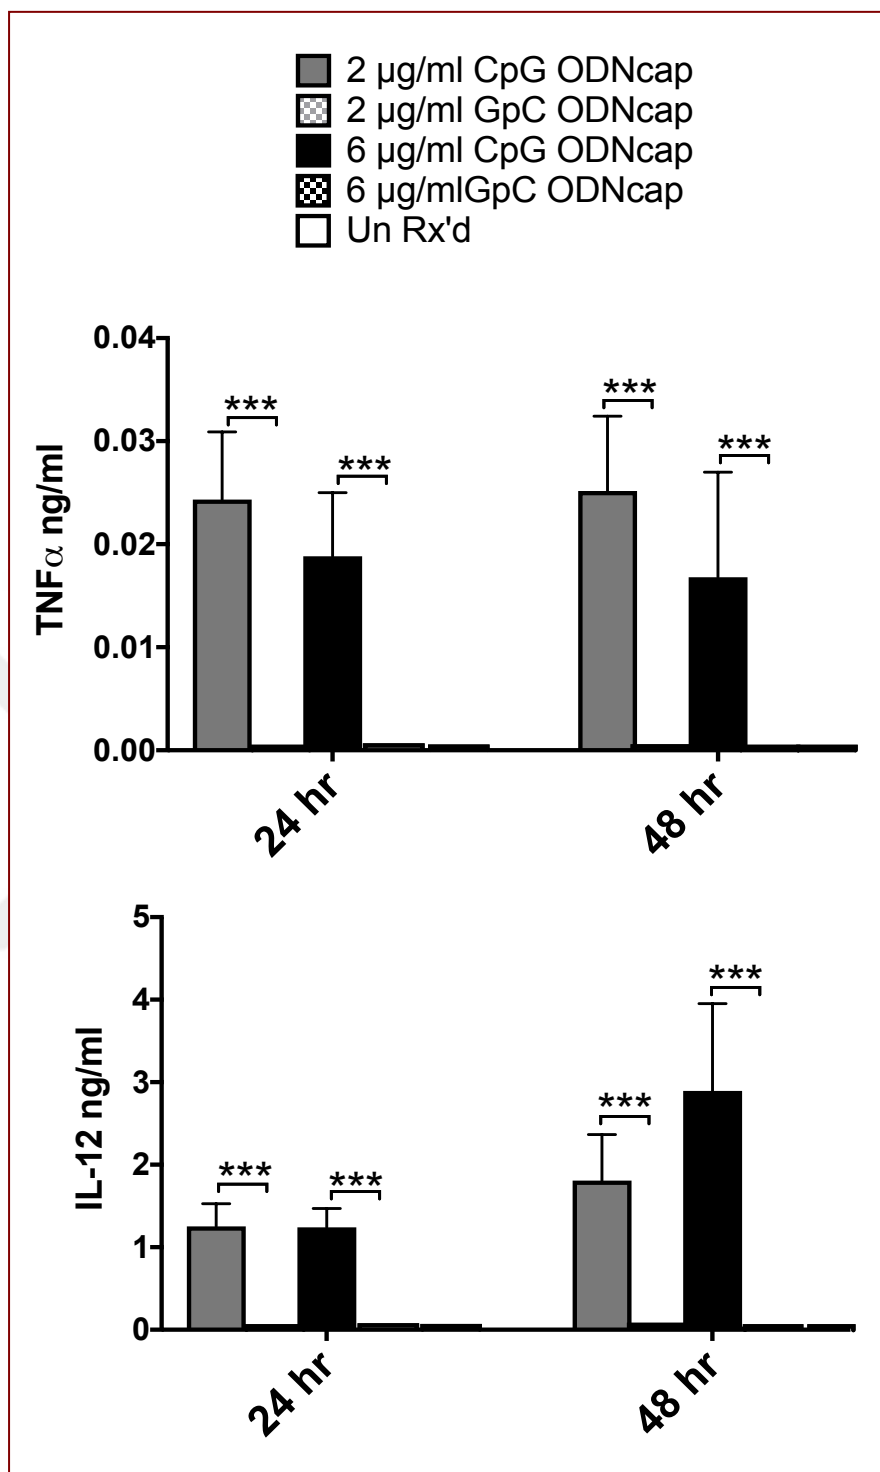 2 µg/ml CpG ODNcap
2 µg/ml GpC ODNcap
6 µg/ml CpG ODNcap
6 µg/mlGpC ODNcap
Un Rx'd
TNFα ng/ml
0.04
0.03
0.02
0.01
0.00
***
***
***
***
24 hr
48 hr
IL-12 ng/ml
5
4
3
2
1
0
***
***
***
***
24 hr
48 hr